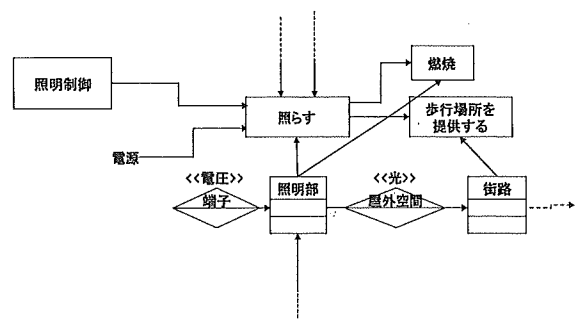 燃焼
照明制御
照らす
歩行場所を
提供する
電源
<<電圧>>
端子
照明部
<<光>>
屋外空間
街路